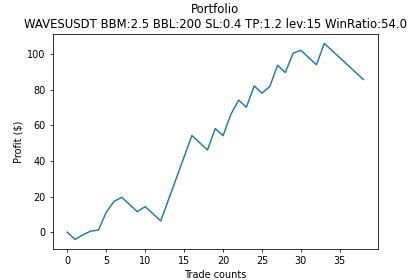 Portfolio
WAVESUSDT BBM:2.5 BBL:200 SL:0.4 TP:1.2 lev:15 WinRatio:54.0
Profit ($)
100
80
60
40
20
0
0 5 10 15 20 25 30 35
Trade counts